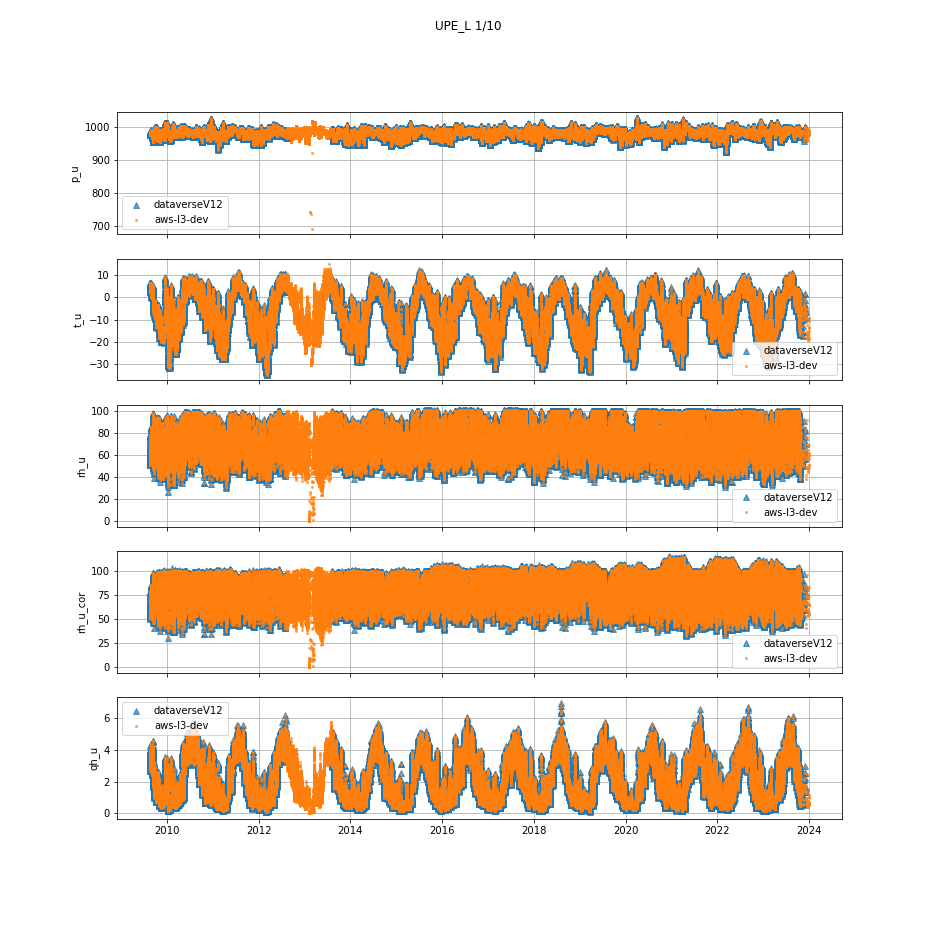 UPE_L 1/10
1000
900
800
700
p_u
dataverseV12
aws-l3-dev
10
0
−10
−20
−30
t_u
dataverseV12
aws-l3-dev
100
80
60
40
20
0
rh_u
dataverseV12
aws-l3-dev
100
75
50
25
0
rh_u_cor
dataverseV12
aws-l3-dev
6
4
2
0
qh_u
dataverseV12
aws-l3-dev
2010 2012 2014 2016 2018 2020 2022 2024